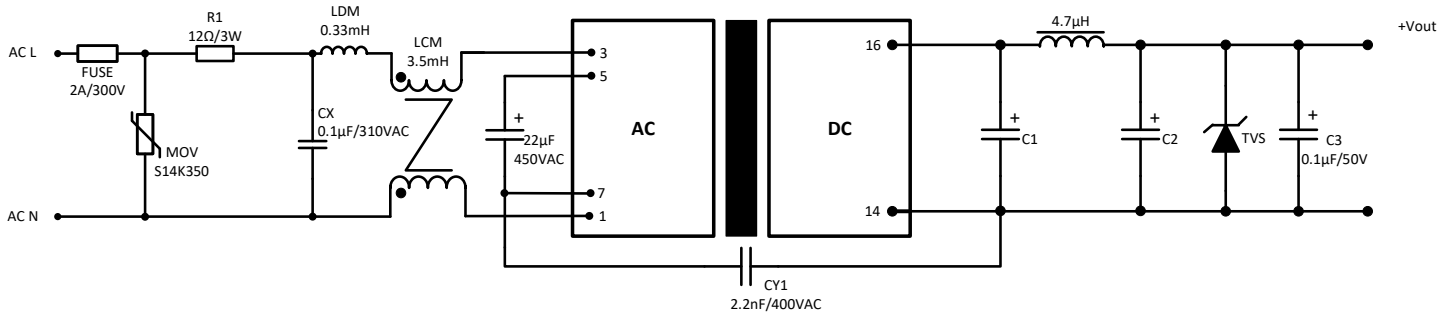 AC L
FUSE
2A/300V
R1
12Ω/3W
MOV
S14K350
CX
0.1µF/310VAC
LDM
0.33mH
LCM
3.5mH
+
22µF
450VAC
3
5
7
1
AC
DC
16
14
CY1
2.2nF/400VAC
+
C1
4.7µH
+
C2
TVS
+
C3
0.1µF/50V
+Vout
AC N